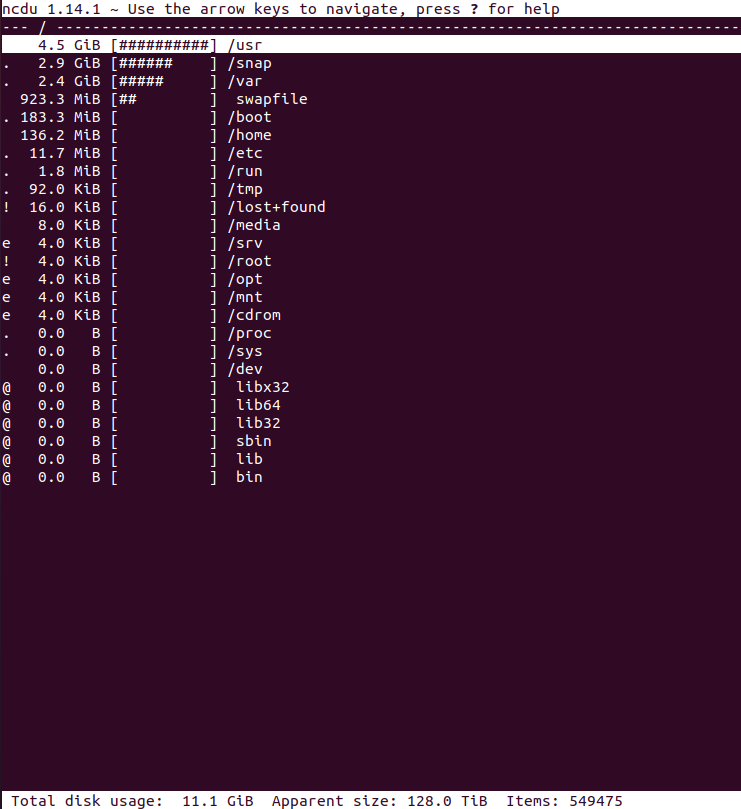 ncdu 1.14.1 ~ Use the arrow keys to navigate, press ? for help
--- / -----------------------------------------------------------------------------
    4.5 GiB [##########] /usr
.   2.9 GiB [######    ] /snap
.   2.4 GiB [#####     ] /var
  923.3 MiB [##        ]  swapfile
. 183.3 MiB [          ] /boot
  136.2 MiB [          ] /home
.  11.7 MiB [          ] /etc
.   1.8 MiB [          ] /run
.  92.0 KiB [          ] /tmp
!  16.0 KiB [          ] /lost+found
    8.0 KiB [          ] /media
e   4.0 KiB [          ] /srv
!   4.0 KiB [          ] /root
e   4.0 KiB [          ] /opt
e   4.0 KiB [          ] /mnt
e   4.0 KiB [          ] /cdrom
.   0.0   B [          ] /proc
.   0.0   B [          ] /sys
    0.0   B [          ] /dev
@   0.0   B [          ]  libx32
@   0.0   B [          ]  lib64
@   0.0   B [          ]  lib32
@   0.0   B [          ]  sbin
@   0.0   B [          ]  lib
@   0.0   B [          ]  bin
Total disk usage:  11.1 GiB  Apparent size: 128.0 TiB  Items: 549475